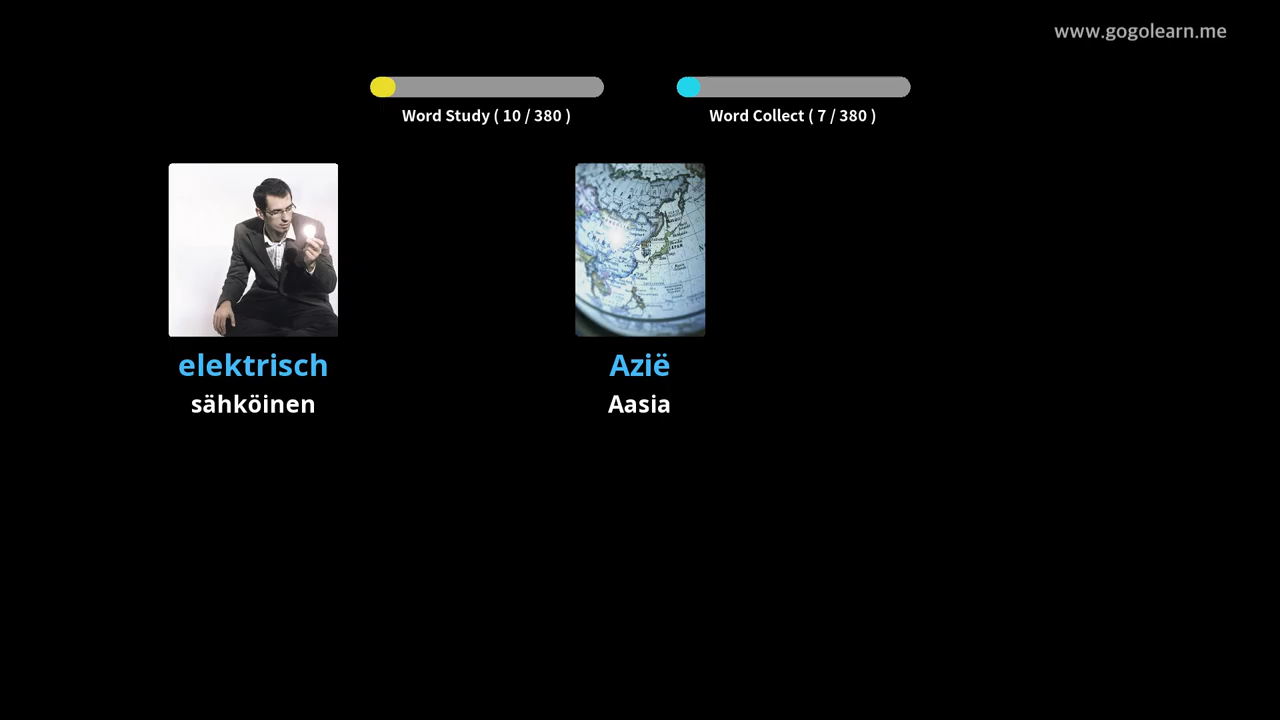 www.gogolearn.me
Word Study ( 10 / 380 )
Word Collect ( 7 / 380 )
elektrisch
Azië
sähköinen
Aasia